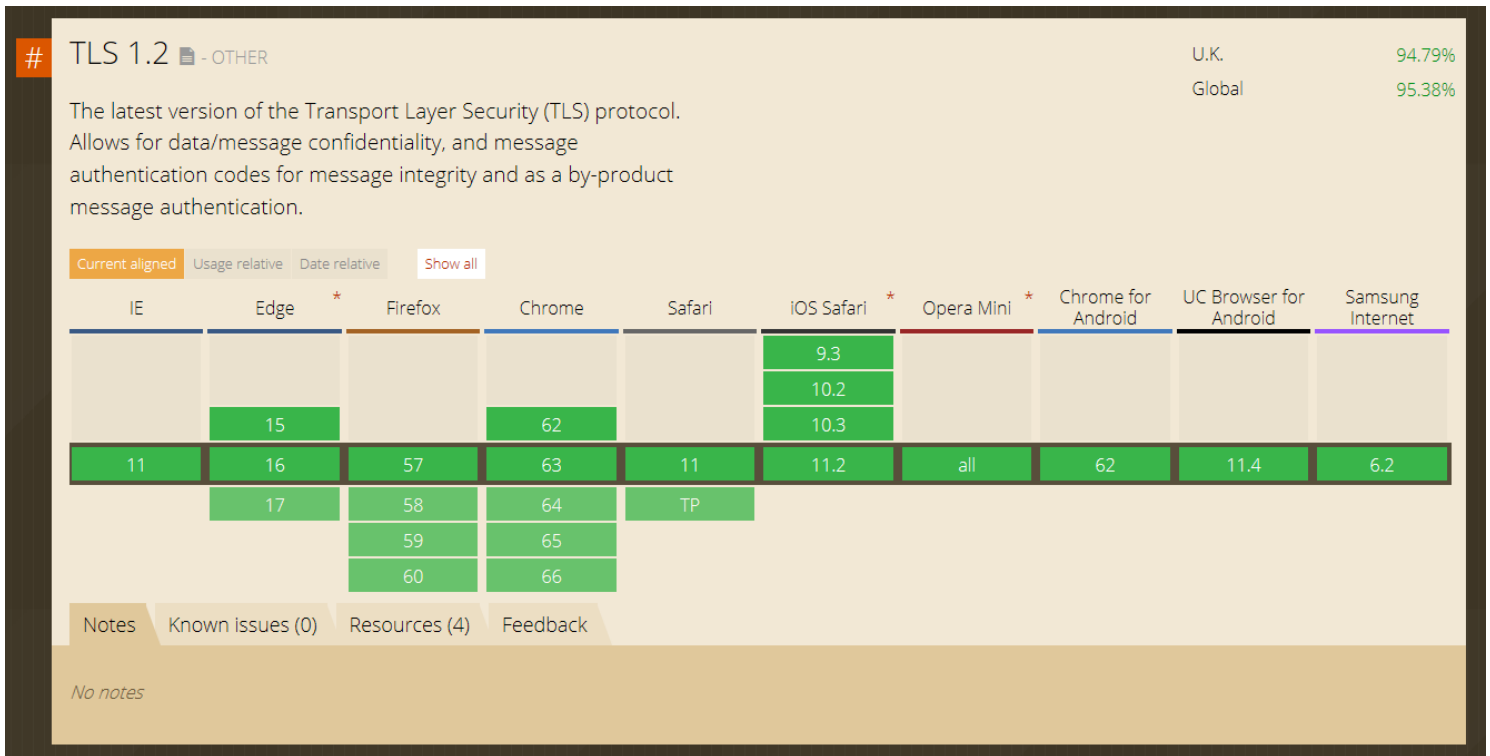 #
TLS 1.2 - OTHER
U.K. 94.79%
Global 95.38%
The latest version of the Transport Layer Security (TLS) protocol.
Allows for data/message confidentiality, and message
authentication codes for message integrity and as a by-product
message authentication.
Current aligned Usage relative Date relative Show all
IE Edge * Firefox Chrome Safari iOS Safari * Opera Mini * Chrome for Android UC Browser for Android Samsung Internet
9.3
10.2
15 62 10.3
11 16 57 63 11 11.2 all 62 11.4 6.2
17 58 64 TP
59 65
60 66
Notes Known issues (0) Resources (4) Feedback
No notes